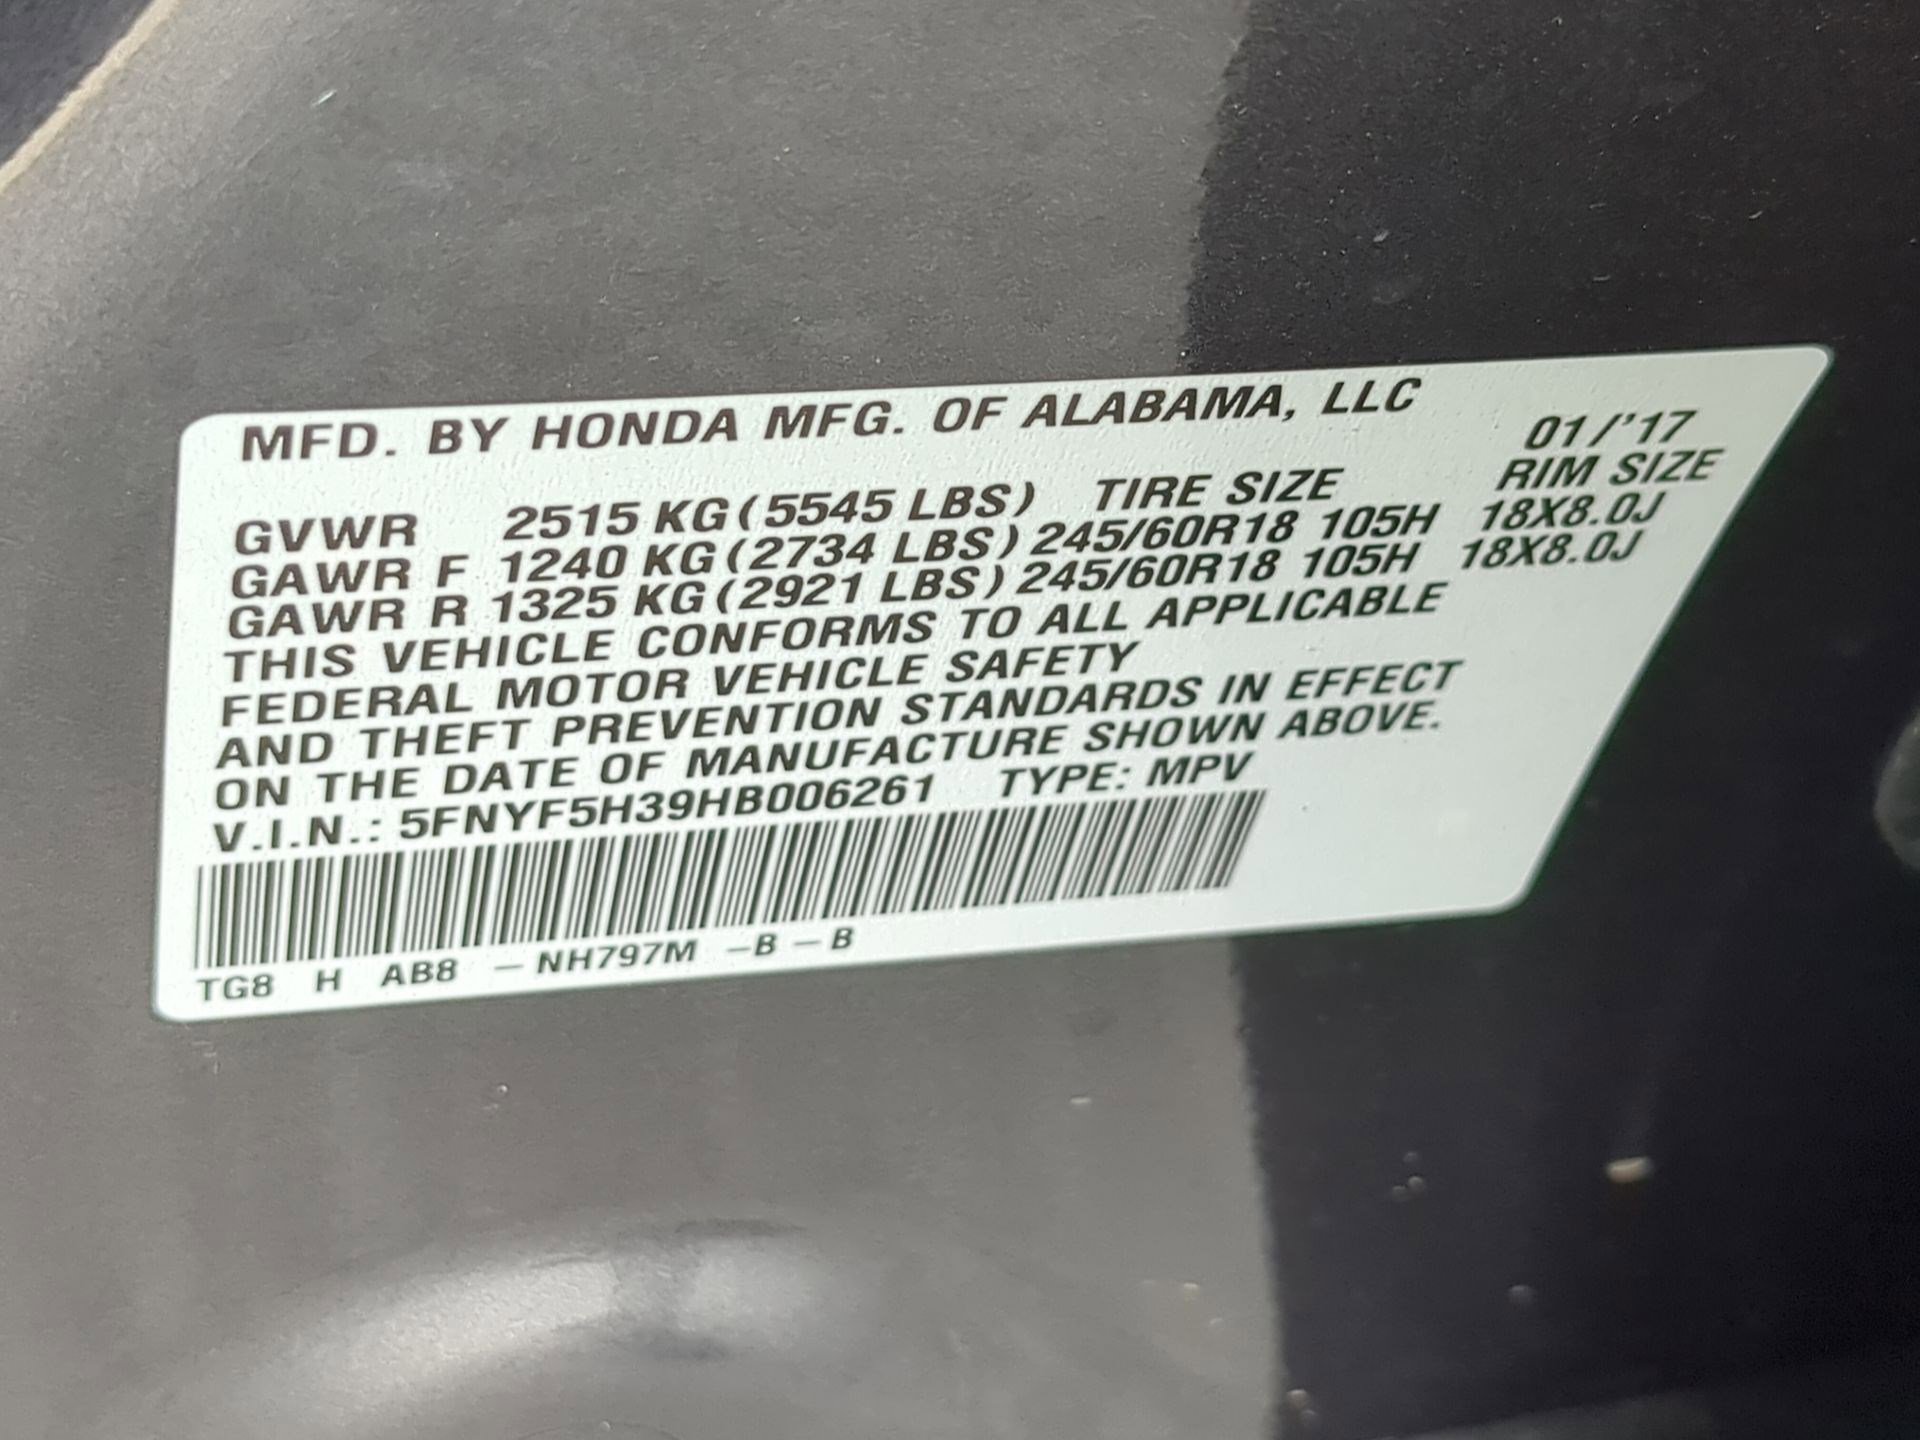 MFD. BY HONDA MFG. OF ALABAMA, LLC
01/'17
GVWR 2515 KG (5545 LBS) TIRE SIZE RIM SIZE
GAWR F 1240 KG (2734 LBS) 245/60R18 105H 18X8.0J
GAWR R 1325 KG (2921 LBS) 245/60R18 105H 18X8.0J
THIS VEHICLE CONFORMS TO ALL APPLICABLE
FEDERAL MOTOR VEHICLE SAFETY
AND THEFT PREVENTION STANDARDS IN EFFECT
ON THE DATE OF MANUFACTURE SHOWN ABOVE.
V.I.N.: 5FNYF5H39HB006261 TYPE: MPV
TG8 H AB8 – NH797M –B – B